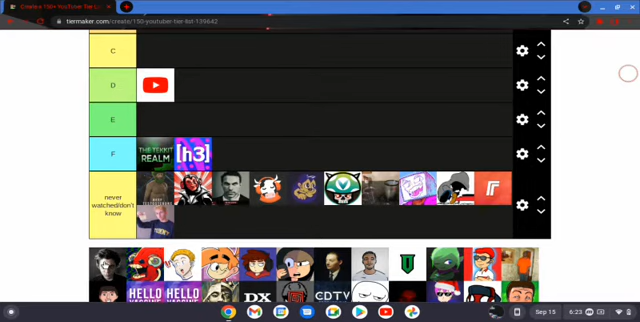 Create a 150+ YouTuber Tier Li
tiermaker.com/create/150-youtuber-tier-list-139642
C
D
E
F
THE TEKKIT
REALM
[h3]
never
watched/don't
know
HELLO
HELLO
DX
CDTV
Sep 15
6:23